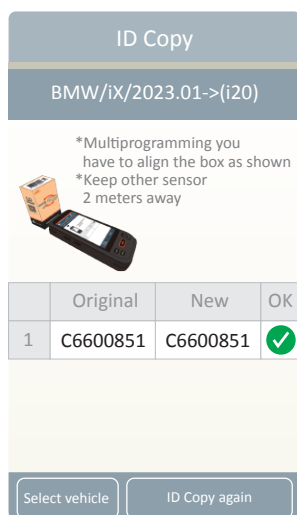 ID Copy
BMW/iX/2023.01->(i20)
*Multiprogramming you
have to align the box as shown
*Keep other sensor
2 meters away
Original New OK
1 C6600851 C6600851
Select vehicle ID Copy again